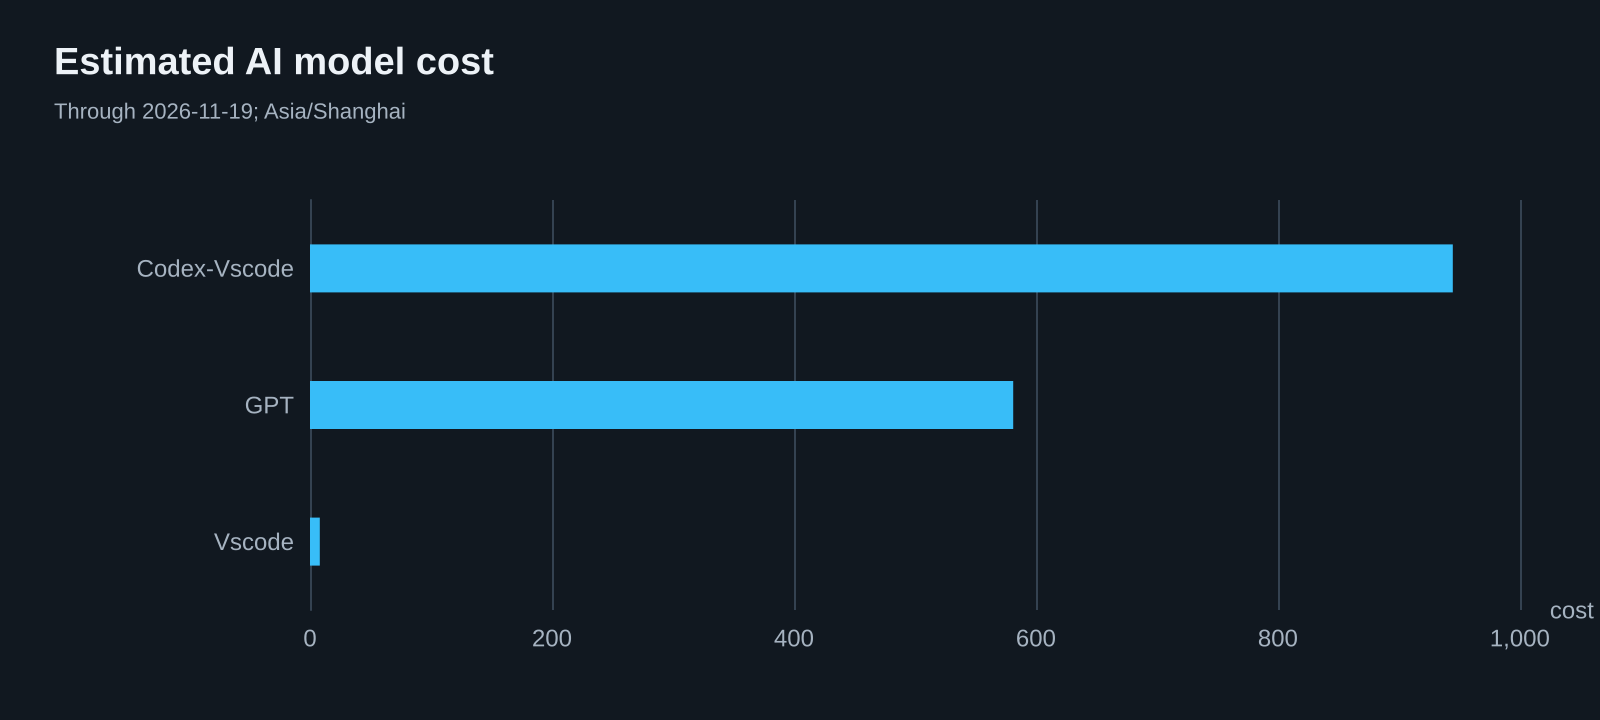 Estimated AI model cost
Through 2026-11-19; Asia/Shanghai
Codex-Vscode
GPT
Vscode
cost
0 200 400 600 800 1,000